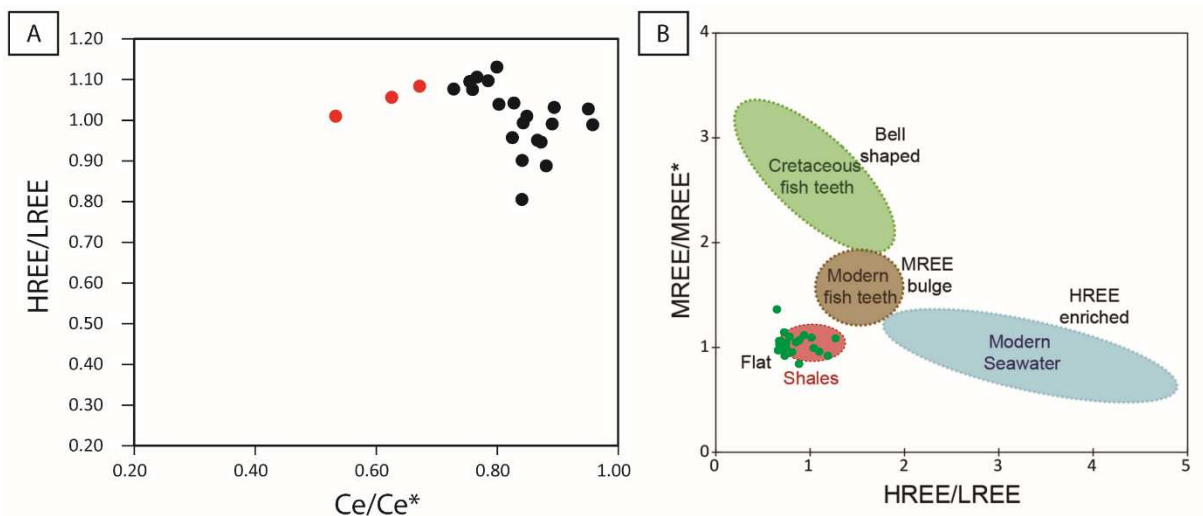 A
HREE/LREE
1.20
1.10
1.00
0.90
0.80
0.70
0.60
0.50
0.40
0.30
0.20
0.20
0.40
0.60
0.80
1.00
Ce/Ce*
B
MREE/MREE*
4
3
2
1
0
Bell
shaped
Cretaceous
fish teeth
MREE
bulge
Modern
fish teeth
HREE
enriched
Modern
Seawater
Flat
Shales
0
1
2
3
4
5
HREE/LREE